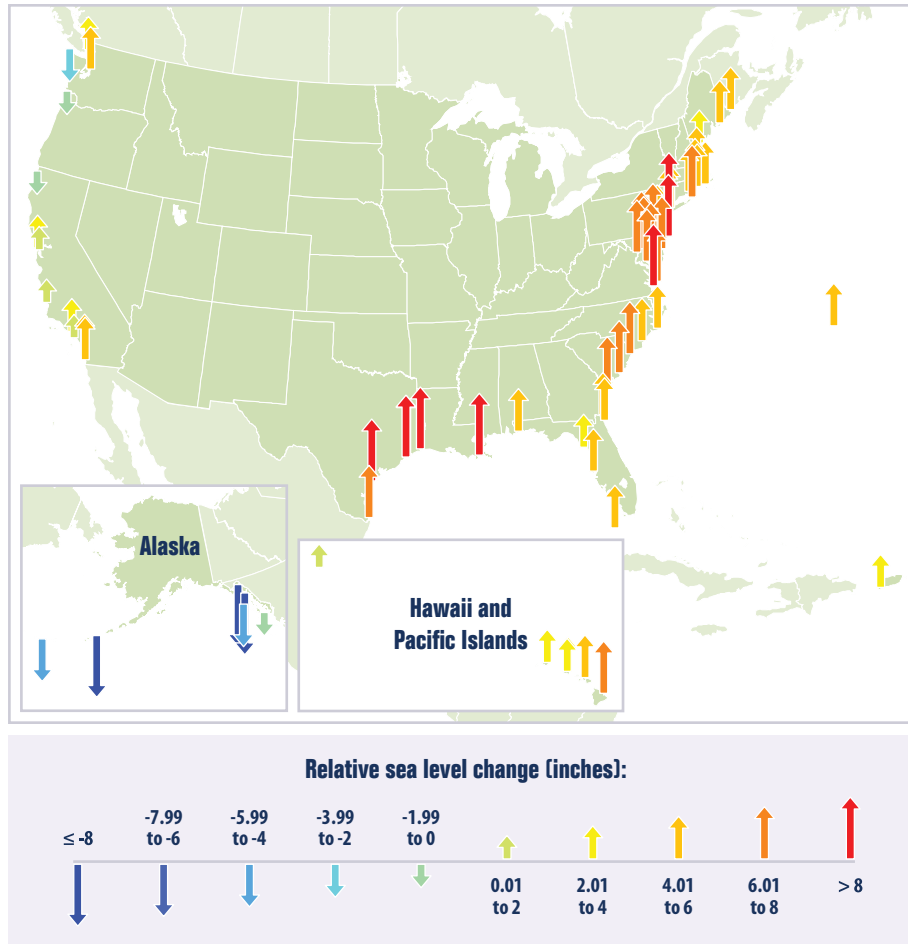 Alaska
Hawaii and
Pacific Islands
Relative sea level change (inches):
≤ -8
-7.99
to -6
-5.99
to -4
-3.99
to -2
-1.99
to 0
0.01
to 2
2.01
to 4
4.01
to 6
6.01
to 8
> 8